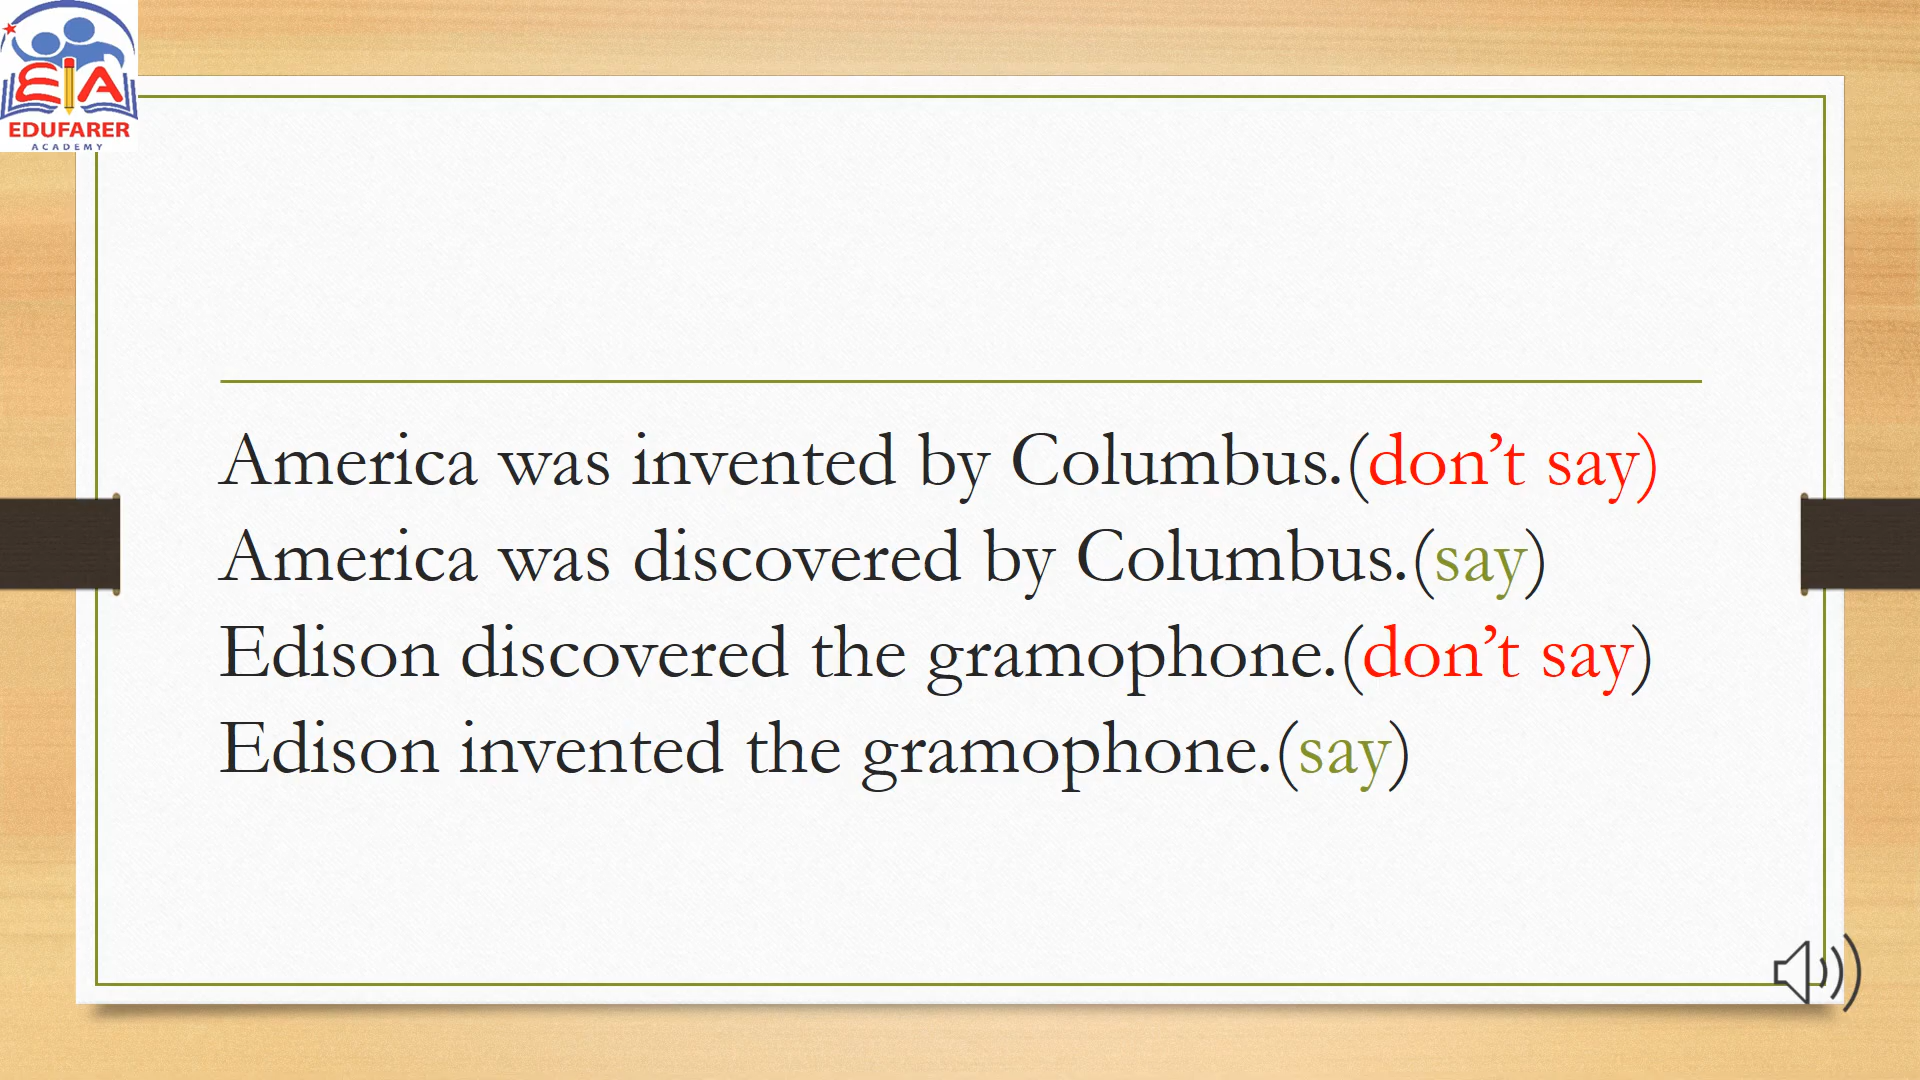 EIA
EDUFARER
ACADEMY
America was invented by Columbus.(don’t say)
America was discovered by Columbus.(say)
Edison discovered the gramophone.(don’t say)
Edison invented the gramophone.(say)